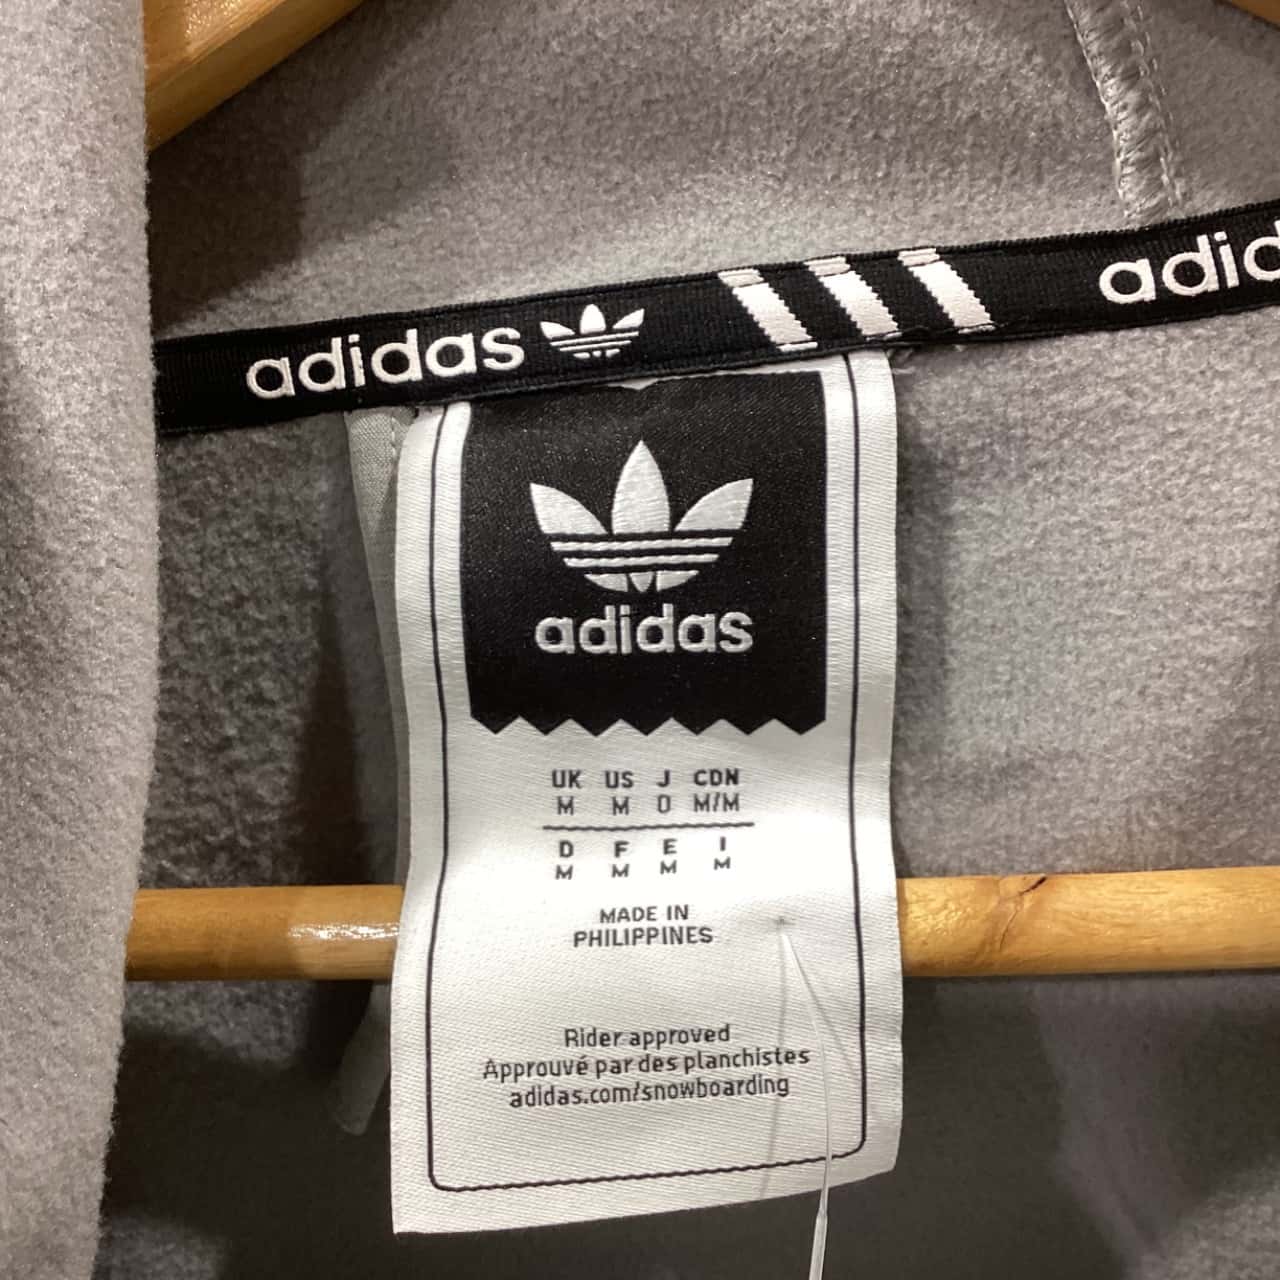 adidas
adid
adidas
UK US J CDN
M M O M/M
D F E I
M M M M
MADE IN
PHILIPPINES
Rider approved
Approuvé par des planchistes
adidas.com/snowboarding